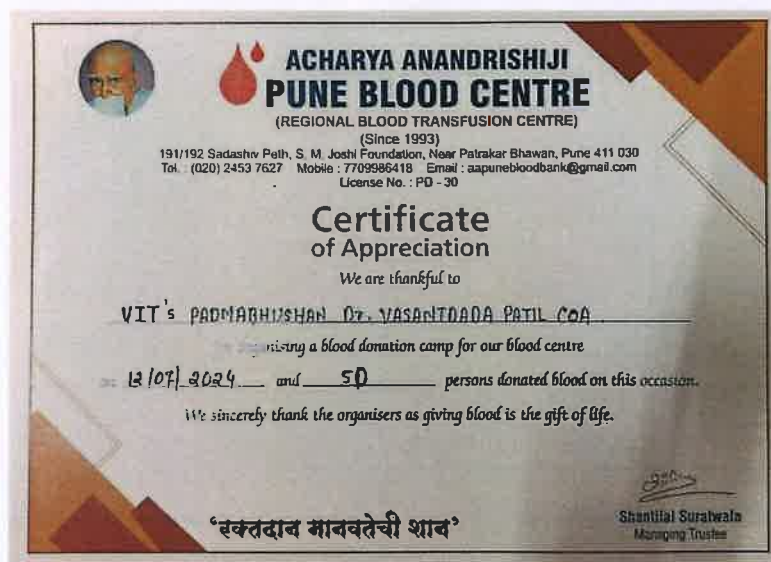 ACHARYA ANANDRISHIJI
PUNE BLOOD CENTRE
(REGIONAL BLOOD TRANSFUSION CENTRE)
(Since 1993)
191/192 Sadashiv Peth, S. M. Joshi Foundation, Near Patrakar Bhawan, Pune 411 030
Tel. : (020) 2453 7627 Mobile : 7709986418 Email : aapunebloodbank@gmail.com
License No. : PD - 30
Certificate
of Appreciation
We are thankful to
VIT's PADMABHUSHAN Dr. VASANTDADA PATIL COA
a blood donation camp for our blood centre
12/07/2024 and 50 persons donated blood on this occasion.
We sincerely thank the organisers as giving blood is the gift of life.
'रक्तदान मानवतेची शान'
Shantilal Suratwala
Managing Trustee